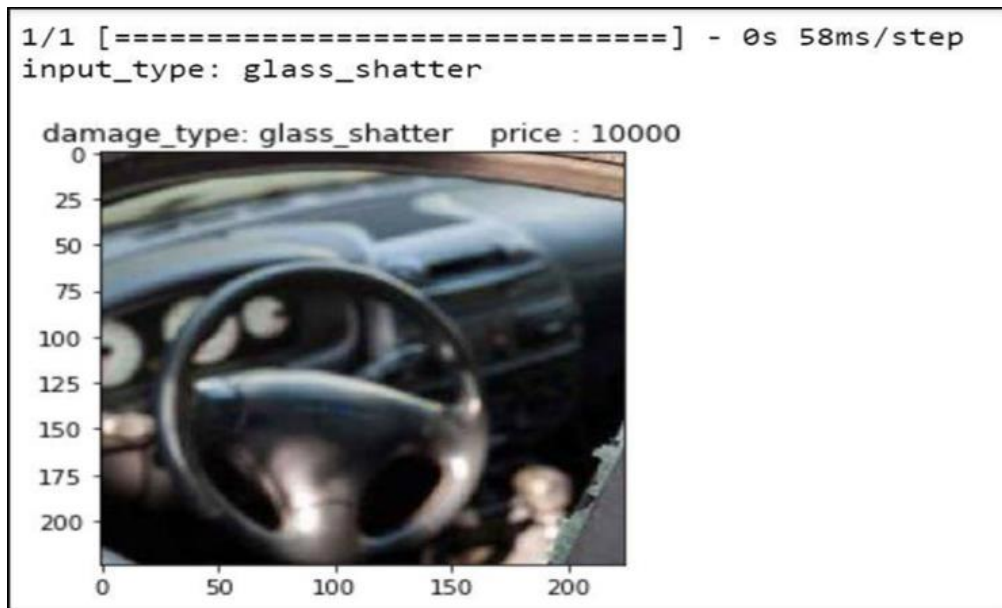 1/1 [==============================] - 0s 58ms/step
input_type: glass_shatter
damage_type: glass_shatter price : 10000
0
25
50
75
100
125
150
175
200
0 50 100 150 200